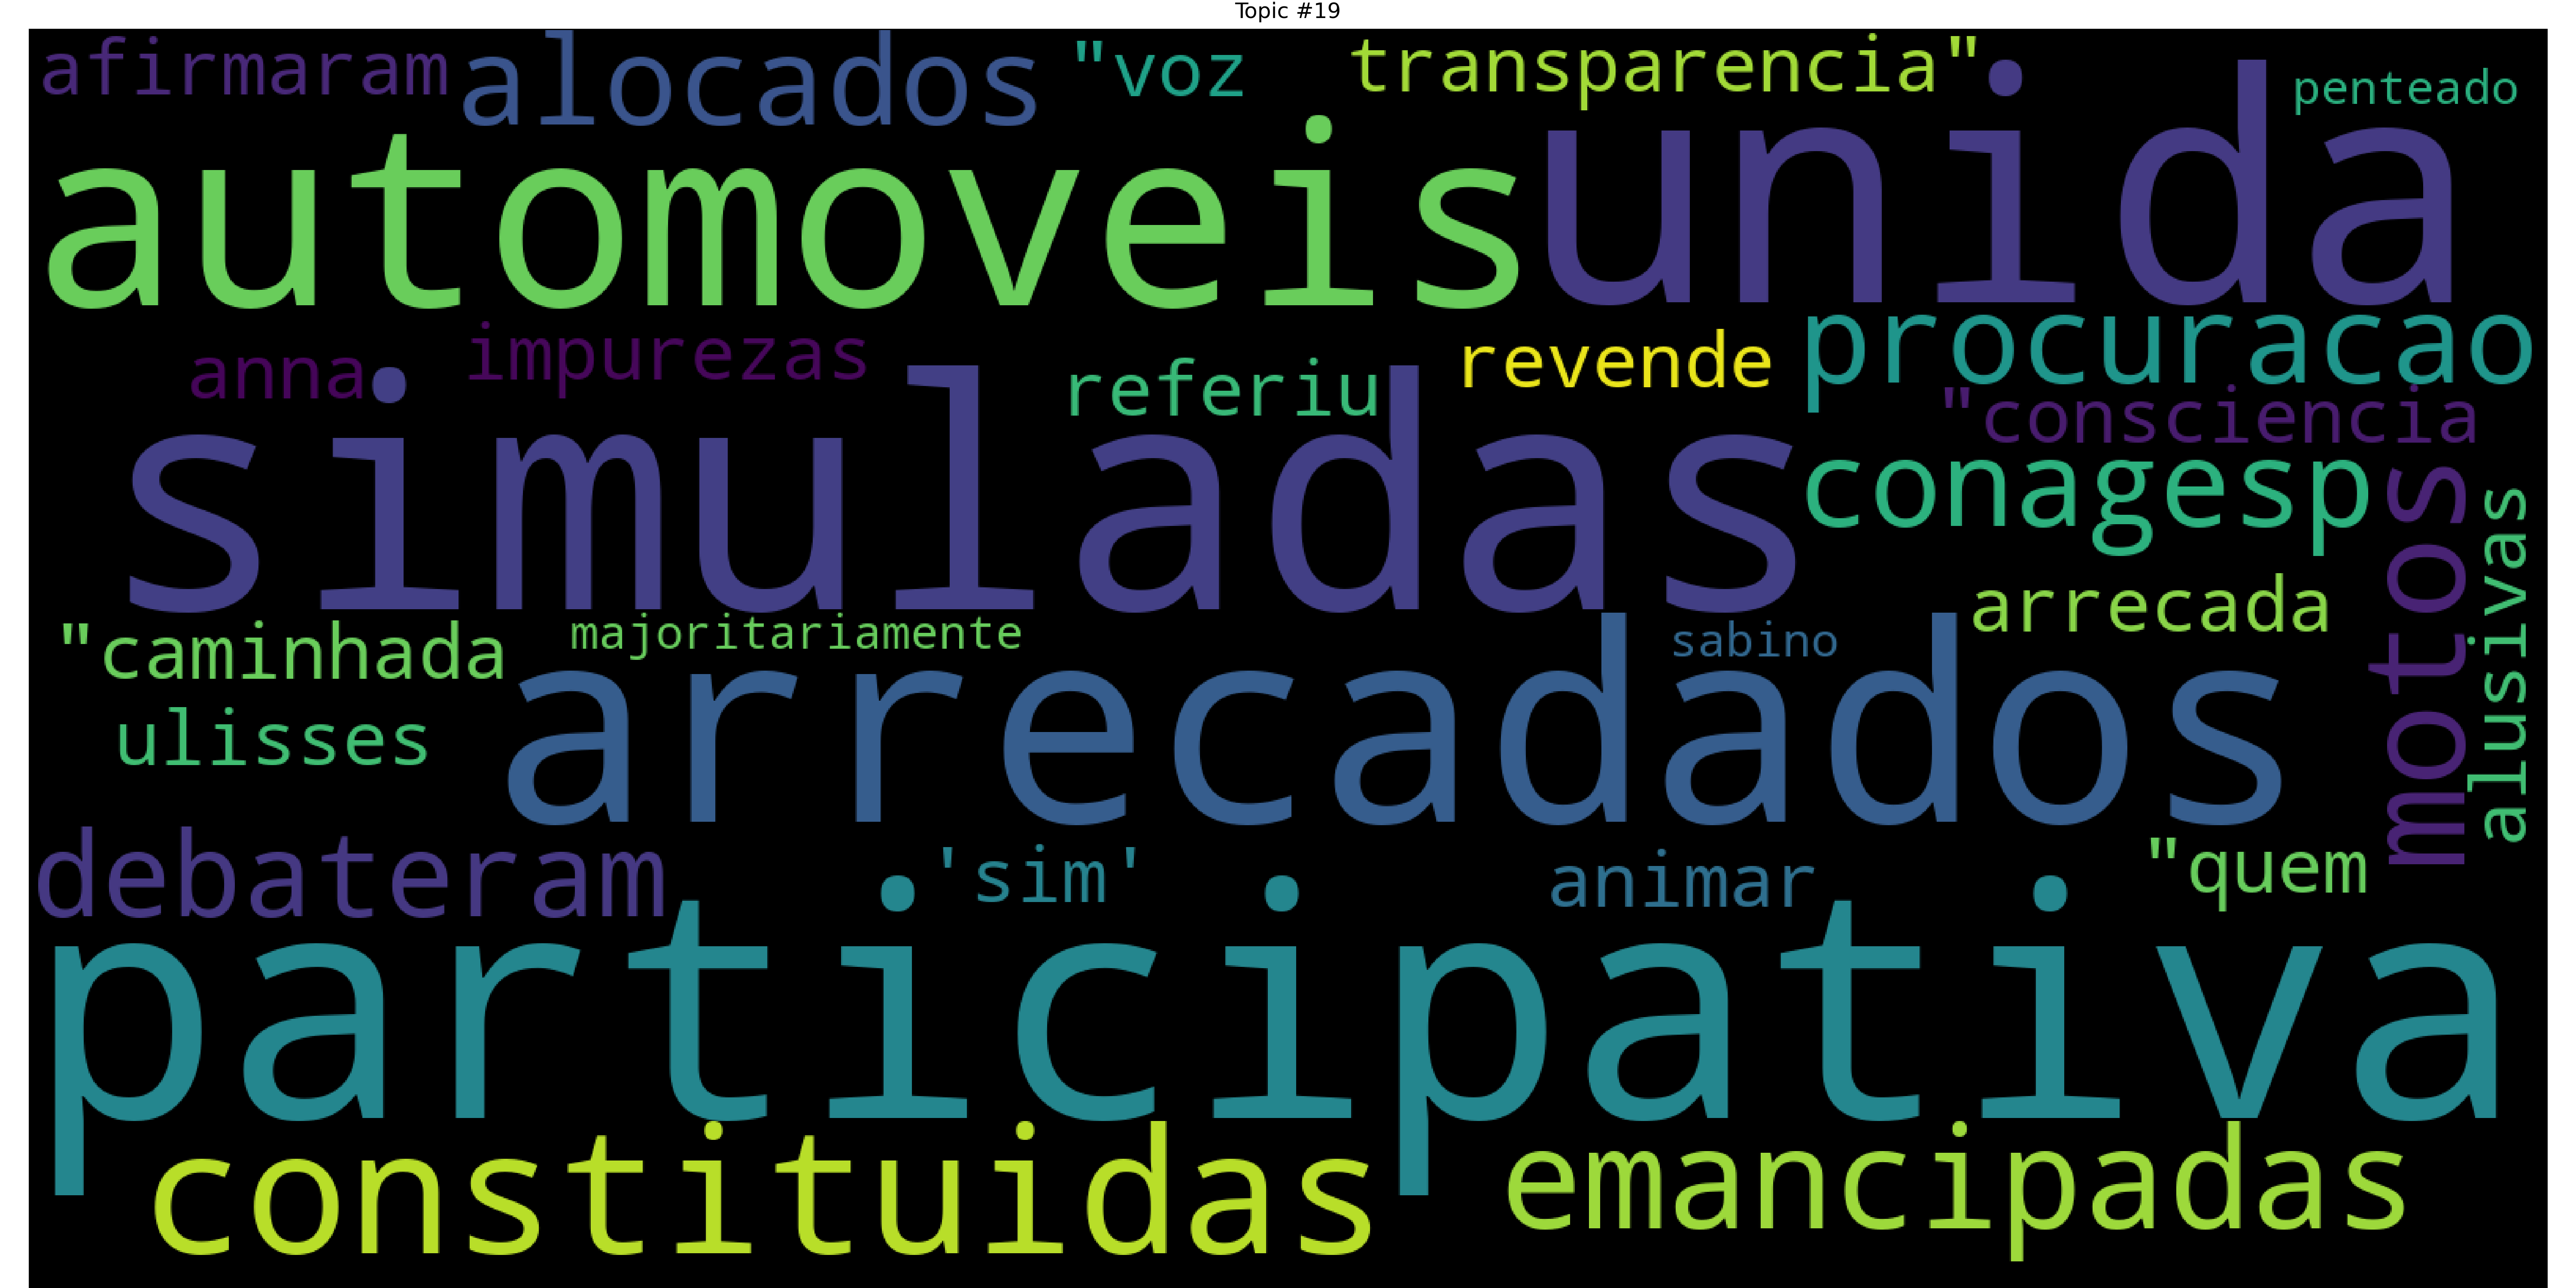 Topic #19
afirmaram alocados "voz transparencia" penteado
automoveis unida
anna impurezas referiu revende procuracao
"consciencia
simuladas conagesp
motos alusivas
"caminhada majoritariamente sabino arrecada
ulisses arrecadados
debateram 'sim' animar "quem
participativa
constituidas emancipadas